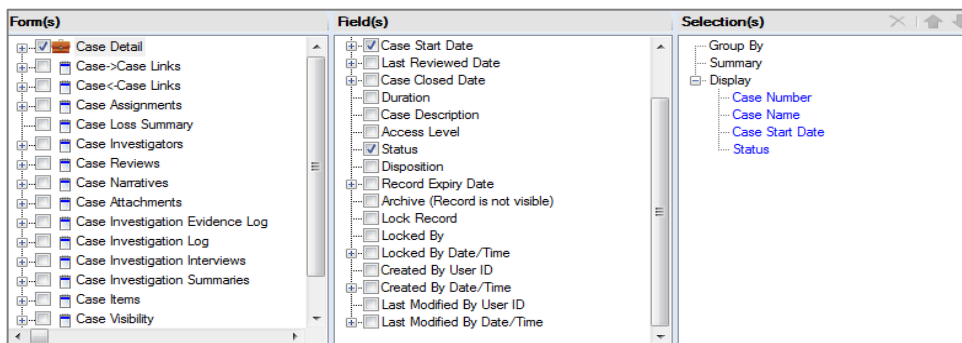 Form(s)
Case Detail
Case->Case Links
Case<-Case Links
Case Assignments
Case Loss Summary
Case Investigators
Case Reviews
Case Narratives
Case Attachments
Case Investigation Evidence Log
Case Investigation Log
Case Investigation Interviews
Case Investigation Summaries
Case Items
Case Visibility
Field(s)
Case Start Date
Last Reviewed Date
Case Closed Date
Duration
Case Description
Access Level
Status
Disposition
Record Expiry Date
Archive (Record is not visible)
Lock Record
Locked By
Locked By Date/Time
Created By User ID
Created By Date/Time
Last Modified By User ID
Last Modified By Date/Time
Selection(s)
Group By
Summary
Display
Case Number
Case Name
Case Start Date
Status